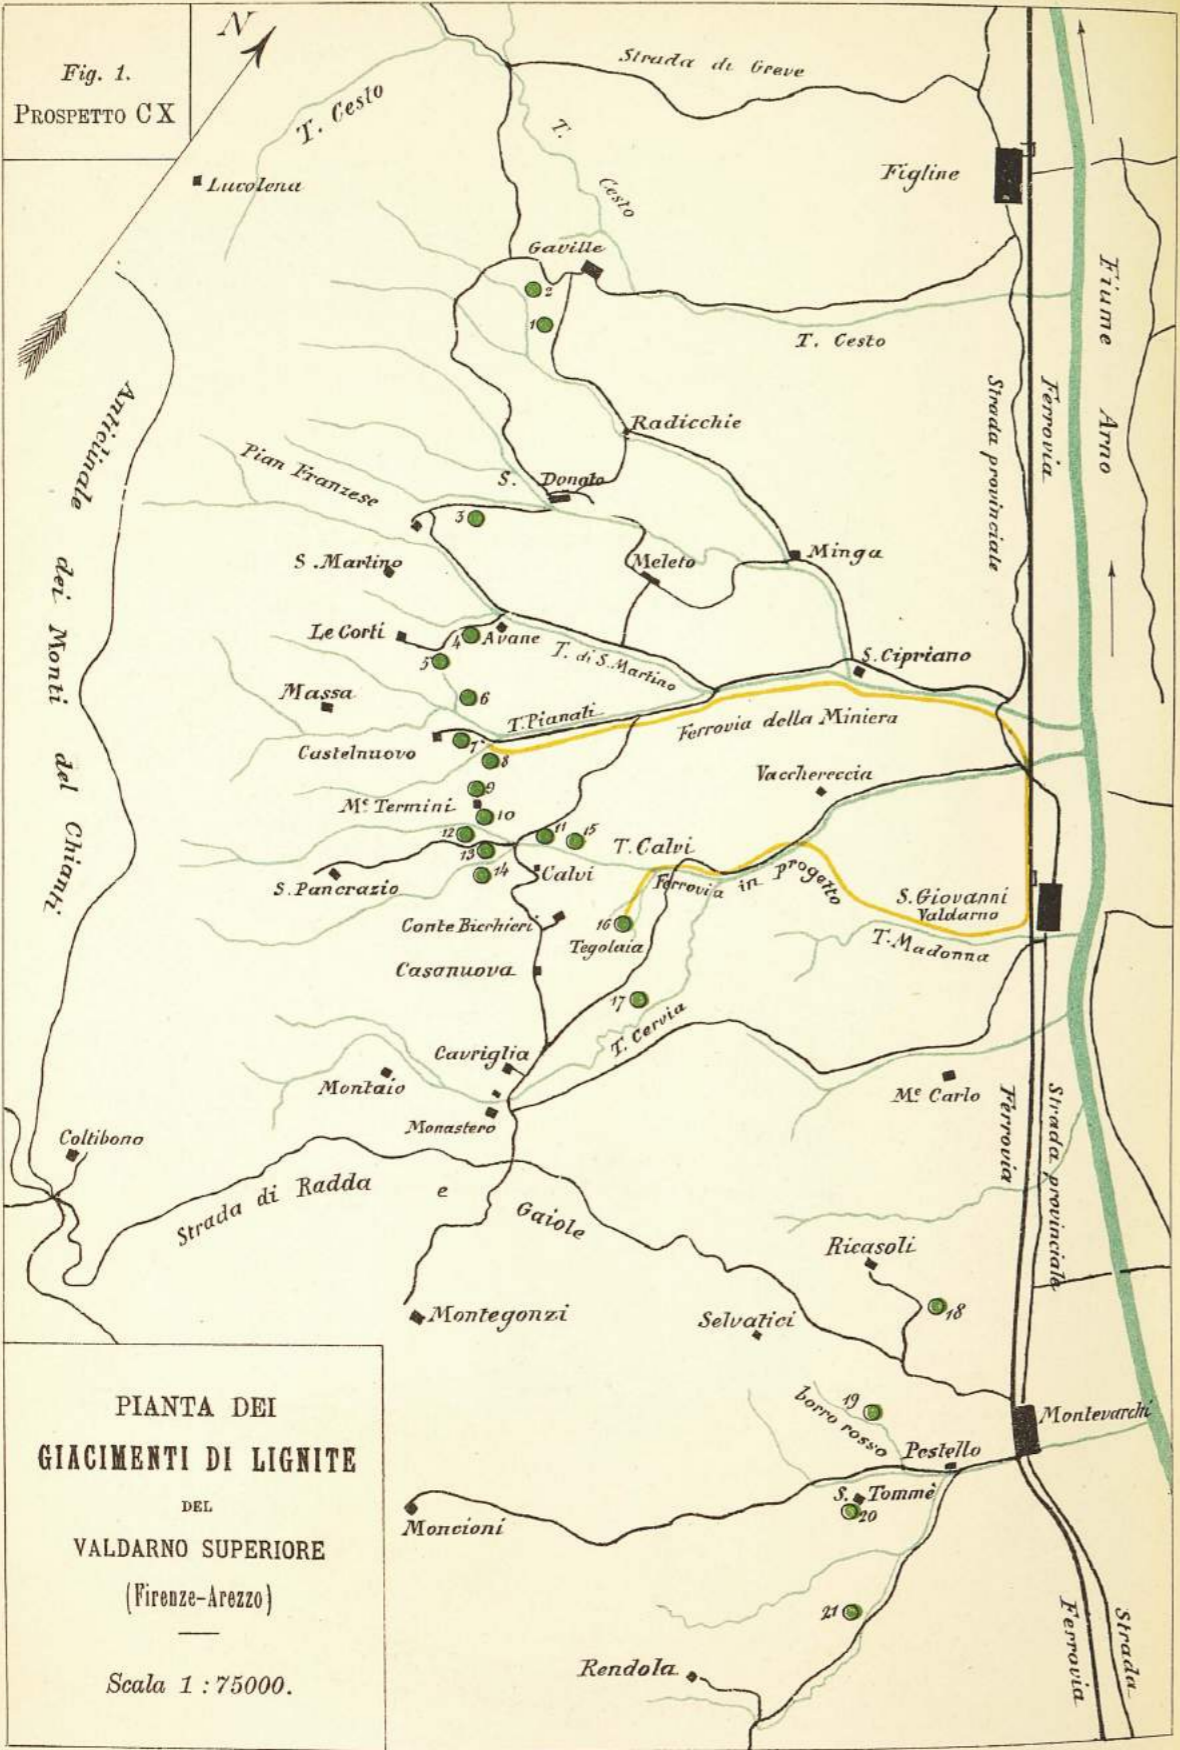 N
Fig. 1.
PROSPETTO CX
Strada di Greve
T. Cesto
T. Cesto
Lucolena
Figline
Gaville
2
1
Fiume Arno
T. Cesto
Anticlinale dei Monti del Chianti
Strada provinciale
Ferrovia
Radicchie
Pian Franzese
S. Donato
3
S. Martino
Meleto
Minga
Le Corti
4
Avane
5
T. di S. Martino
S. Cipriano
Massa
6
T. Pianati
Ferrovia della Miniera
Castelnuovo
7
8
Vacchereccia
9
Mᵉ Termini
10
12
11
15
T. Calvi
13
S. Pancrazio
14
Calvi
Ferrovia in progetto
S. Giovanni
Valdarno
Conte Bicchieri
16
Tegolaia
T. Madonna
Casanuova
17
T. Cervia
Cavriglia
Montaio
Mᵉ Carlo
Monastero
Ferrovia
Strada provinciale
Coltibono
Strada di Radda e Gaiole
Ricasoli
Montegonzi
Selvatici
18
borro rosso
19
Montevarchi
Pestello
S. Tommè
20
Moncioni
21
Rendola
Ferrovia
Strada
PIANTA DEI
GIACIMENTI DI LIGNITE
DEL
VALDARNO SUPERIORE
(Firenze-Arezzo)
Scala 1 : 75000.